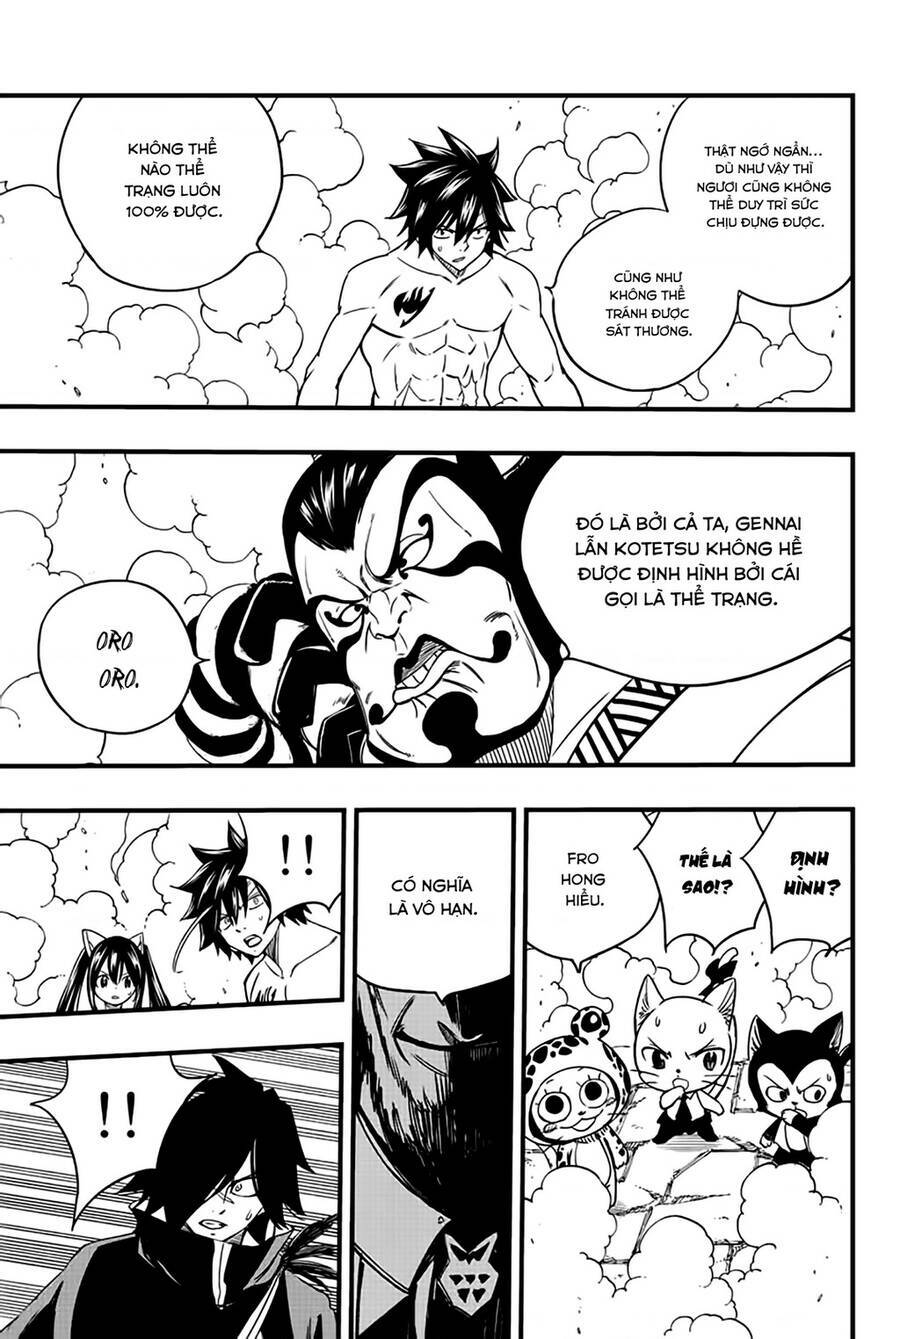 THẬT NGỚ NGẨN...
DÙ NHƯ VẬY THÌ
NGƯƠI CŨNG KHÔNG
THỂ DUY TRÌ SỨC
CHỊU ĐỰNG ĐƯỢC.
CŨNG NHƯ
KHÔNG THỂ
TRÁNH ĐƯỢC
SÁT THƯƠNG.
KHÔNG THỂ
NÀO THỂ
TRẠNG LUÔN
100% ĐƯỢC.
ĐÓ LÀ BỞI CẢ TA, GENNAI
LẪN KOTETSU KHÔNG HỀ
ĐƯỢC ĐỊNH HÌNH BỞI CÁI
GỌI LÀ THỂ TRẠNG.
ORO
ORO.
ĐỊNH
HÌNH?
THẾ LÀ
SAO!?
FRO
HONG
HIỂU.
CÓ NGHĨA
LÀ VÔ HẠN.
!!
!!